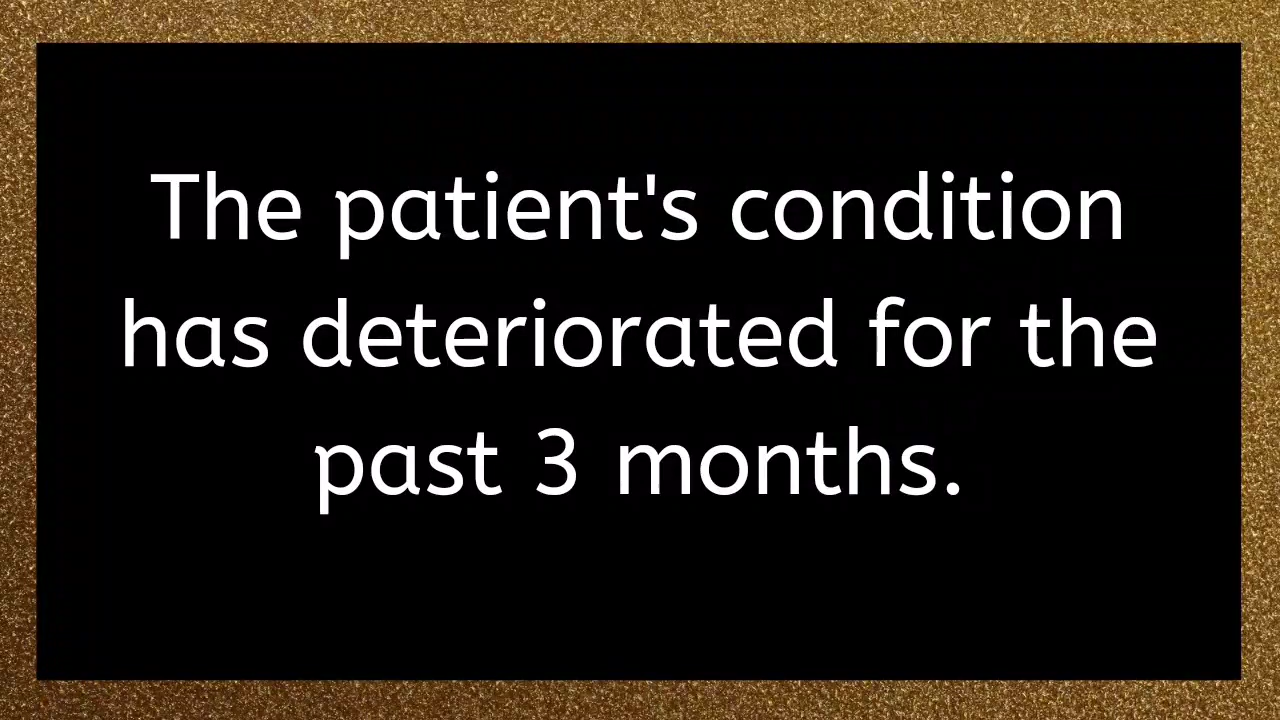 The patient's condition
has deteriorated for the
past 3 months.